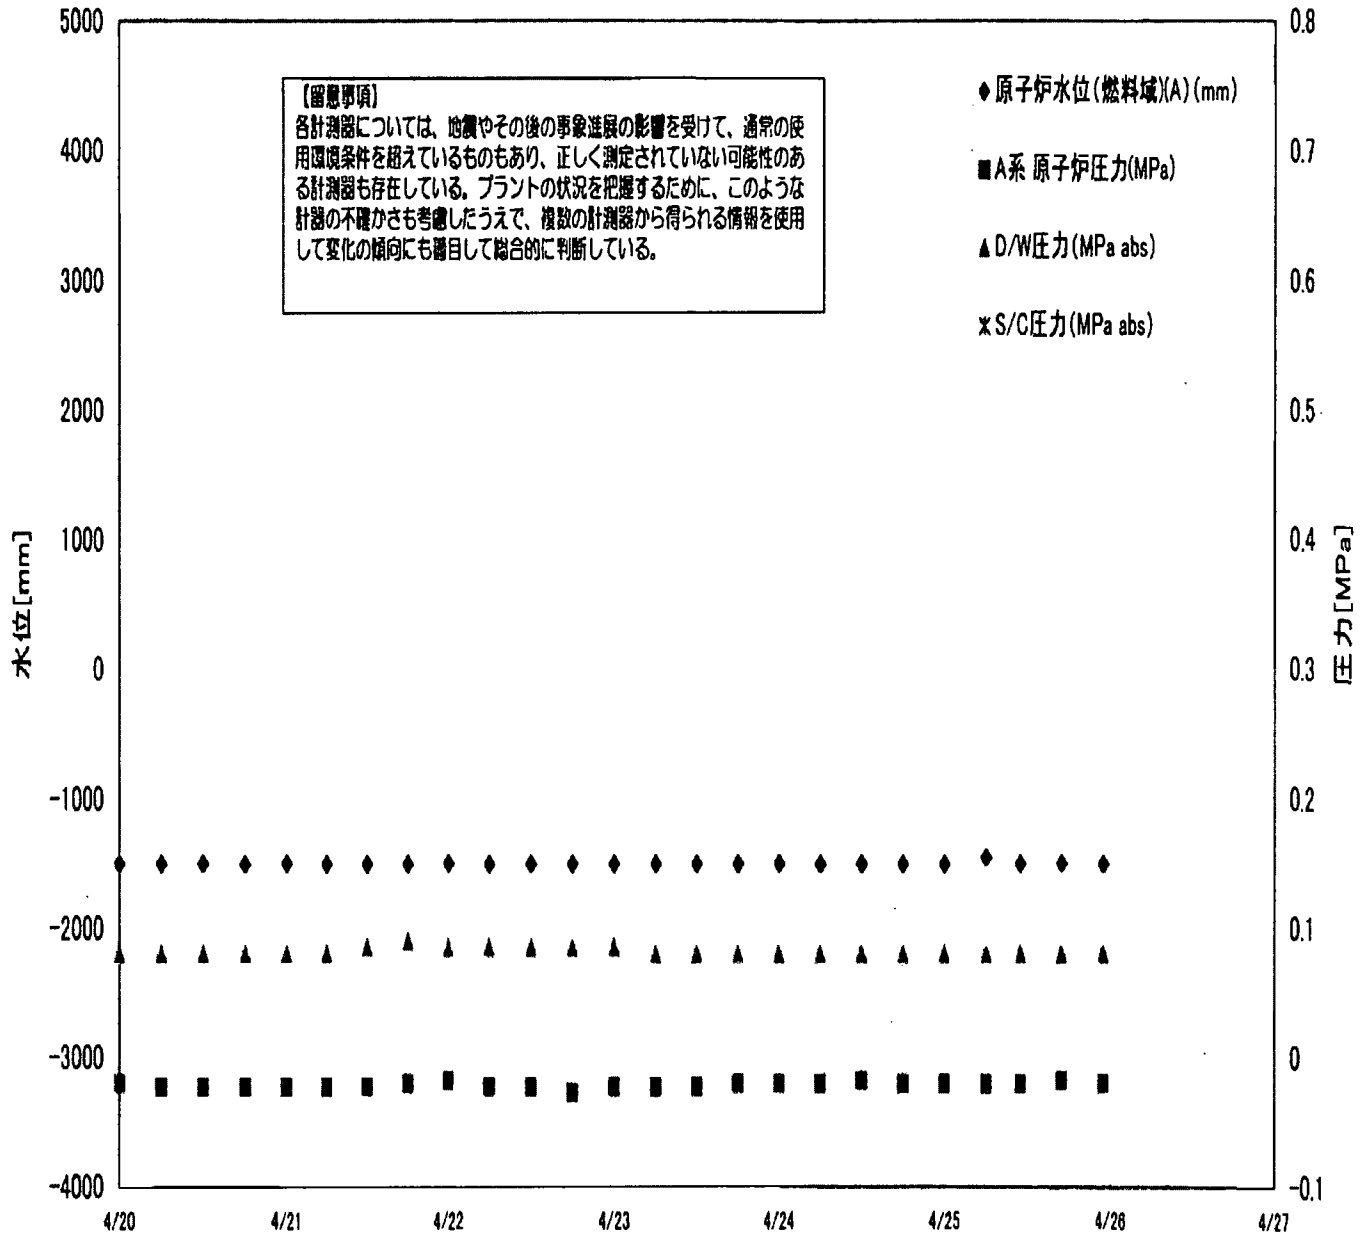 5000
4000
3000
2000
1000
0
-1000
-2000
-3000
-4000
水位[mm]
【留意事項】
各計測器については、地震やその後の事象進展の影響を受けて、通常の使
用環境条件を超えているものもあり、正しく測定されていない可能性のあ
る計測器も存在している。プラントの状況を把握するために、このような
計器の不確かさも考慮したうえで、複数の計測器から得られる情報を使用
して変化の傾向にも着目して総合的に判断している。
◆原子炉水位(燃料域)(A)(mm)
■A系 原子炉圧力(MPa)
▲D/W圧力(MPa abs)
S/C圧力(MPa abs)
0.8
0.7
0.6
0.5
0.4
0.3
0.2
0.1
0
-0.1
圧力[MPa]
4/20 4/21 4/22 4/23 4/24 4/25 4/26 4/27